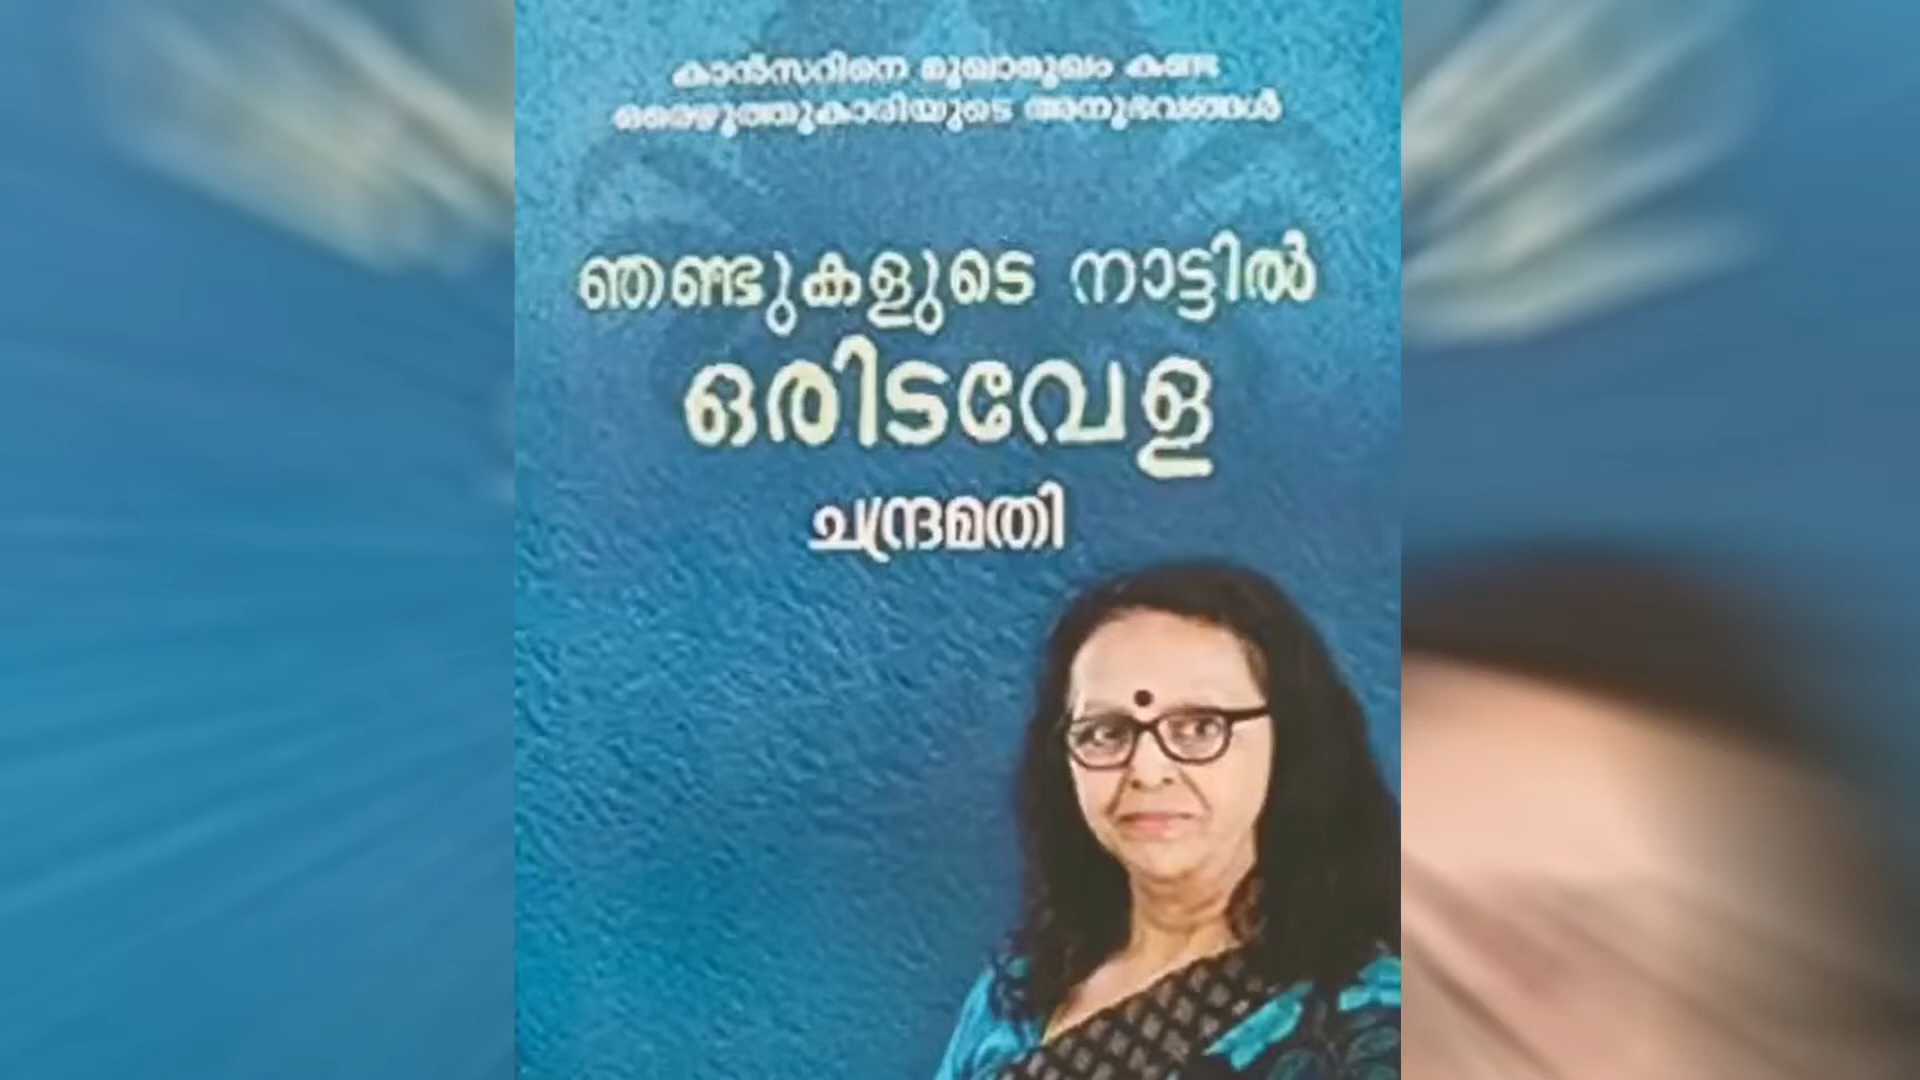 കാൻസറിനെ മുഖാമുഖം കണ്ട
ഒരെഴുത്തുകാരിയുടെ അനുഭവങ്ങൾ
ഞണ്ടുകളുടെ നാട്ടിൽ
ഒരിടവേള
ചന്ദ്രമതി